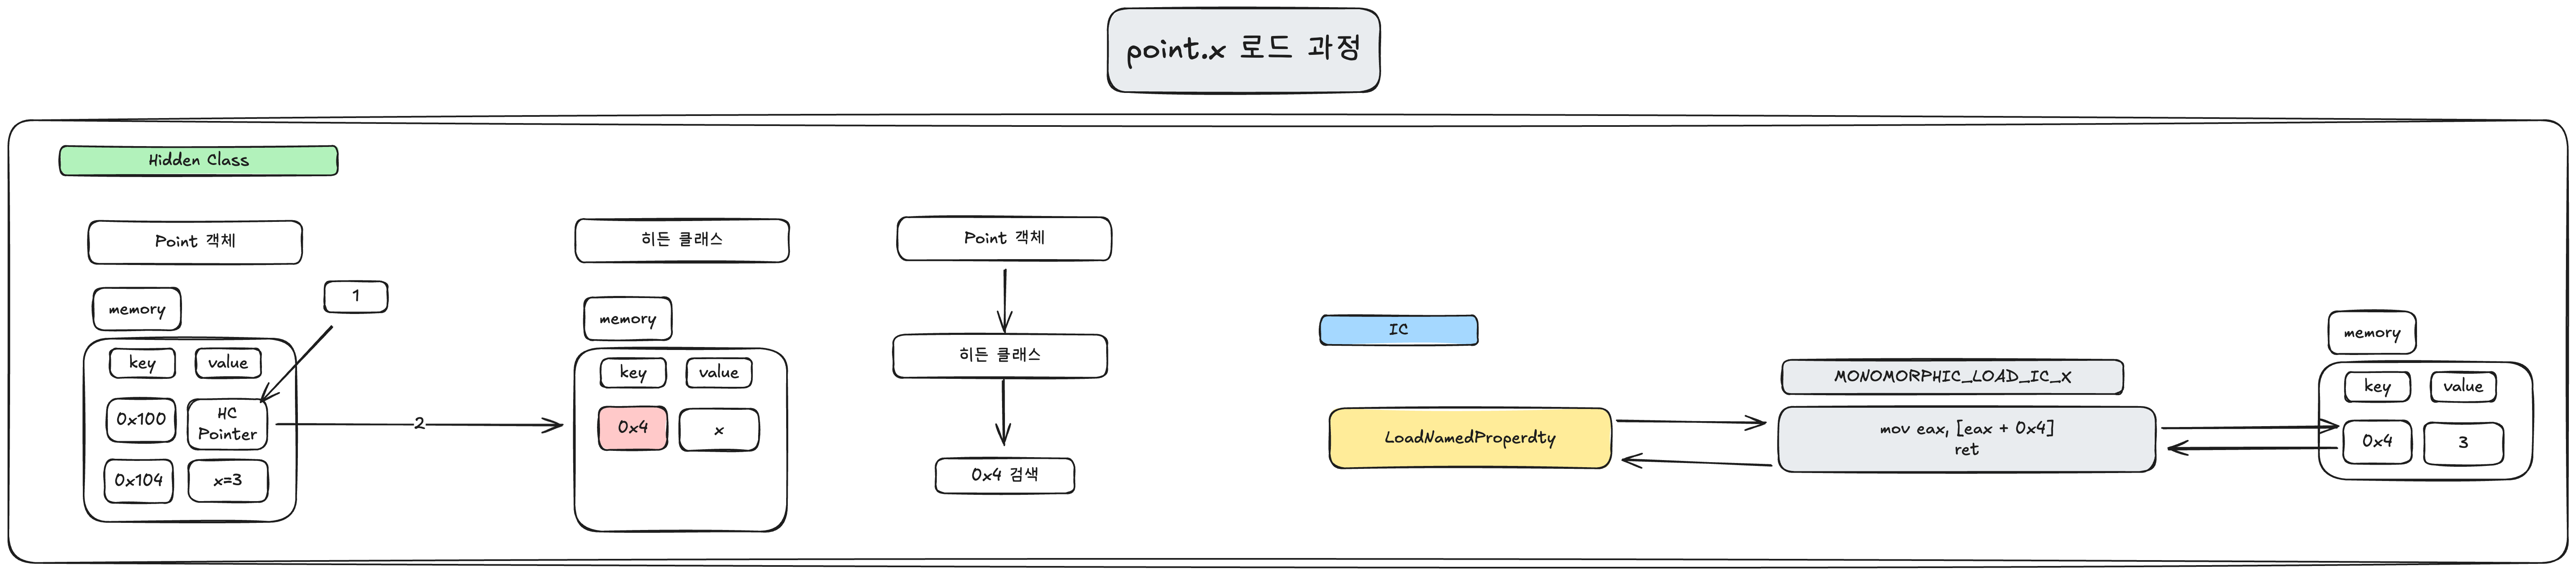 point.x 로드 과정
Hidden Class
Point 객체
1
memory
key
value
0x100
HC
Pointer
0x104
x=3
2
히든 클래스
memory
key
value
0x4
x
Point 객체
히든 클래스
0x4 검색
IC
LoadNamedProperdty
MONOMORPHIC_LOAD_IC_X
mov eax, [eax + 0x4]
ret
memory
key
value
0x4
3